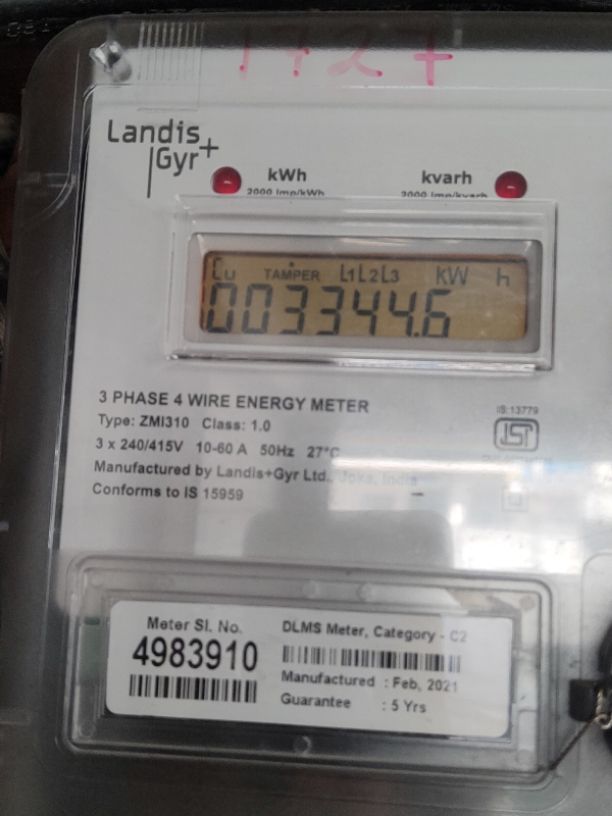 1427
Landis
Gyr+
kWh
2000 imp/kWh
kvarh
2000 imp/kvarh
Cu TAMPER L1L2L3 kW h
003344.6
3 PHASE 4 WIRE ENERGY METER
Type: ZMI310 Class: 1.0
3 x 240/415V 10-60 A 50Hz 27°C
Manufactured by Landis+Gyr Ltd., Joka, India
Conforms to IS 15959
IS:13779
Meter Sl. No.
4983910
DLMS Meter, Category - C2
Manufactured : Feb, 2021
Guarantee : 5 Yrs